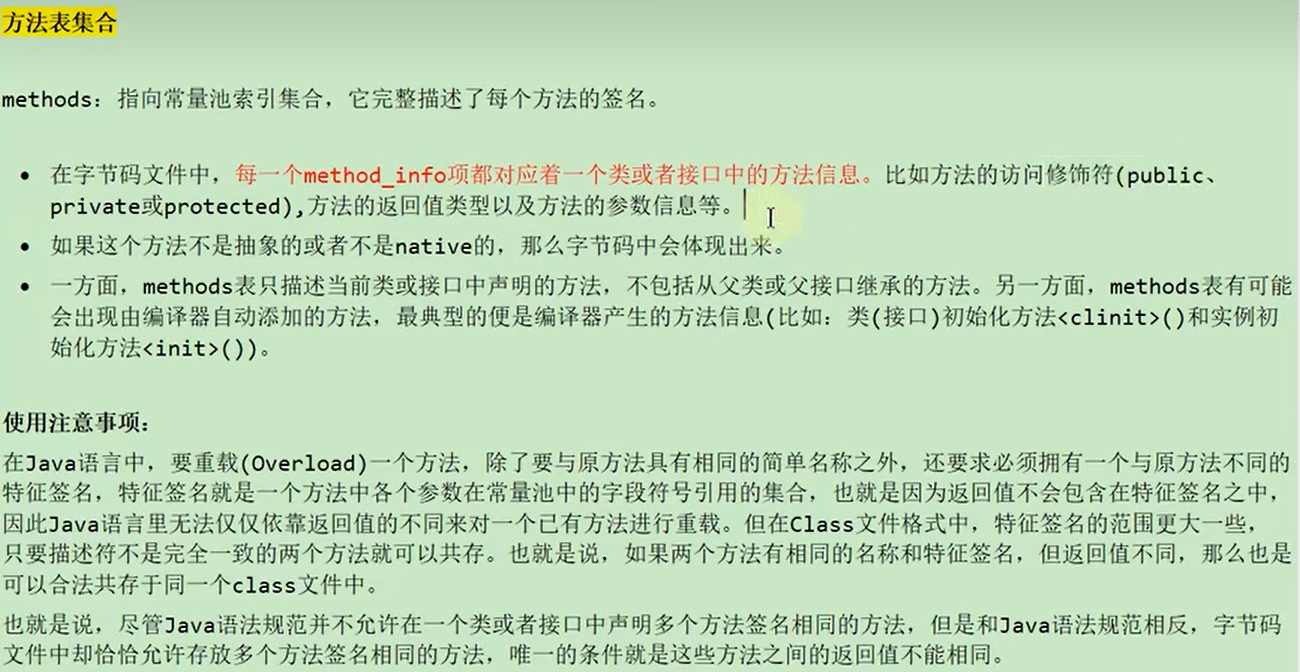 方法表集合
methods：指向常量池索引集合，它完整描述了每个方法的签名。
在字节码文件中，每一个method_info项都对应着一个类或者接口中的方法信息。比如方法的访问修饰符(public、
private或protected),方法的返回值类型以及方法的参数信息等。
如果这个方法不是抽象的或者不是native的，那么字节码中会体现出来。
一方面，methods表只描述当前类或接口中声明的方法，不包括从父类或父接口继承的方法。另一方面，methods表有可能
会出现由编译器自动添加的方法，最典型的便是编译器产生的方法信息(比如：类(接口)初始化方法<clinit>()和实例初
始化方法<init>())。
使用注意事项：
在Java语言中，要重载(Overload)一个方法，除了要与原方法具有相同的简单名称之外，还要求必须拥有一个与原方法不同的
特征签名，特征签名就是一个方法中各个参数在常量池中的字段符号引用的集合，也就是因为返回值不会包含在特征签名之中，
因此Java语言里无法仅仅依靠返回值的不同来对一个已有方法进行重载。但在Class文件格式中，特征签名的范围更大一些，
只要描述符不是完全一致的两个方法就可以共存。也就是说，如果两个方法有相同的名称和特征签名，但返回值不同，那么也是
可以合法共存于同一个class文件中。
也就是说，尽管Java语法规范并不允许在一个类或者接口中声明多个方法签名相同的方法，但是和Java语法规范相反，字节码
文件中却恰恰允许存放多个方法签名相同的方法，唯一的条件就是这些方法之间的返回值不能相同。